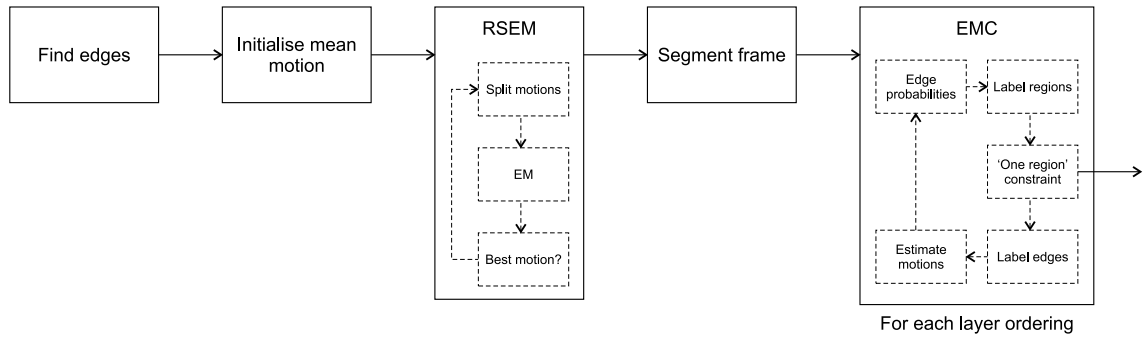 Find edges
Initialise mean
motion
RSEM
Split motions
EM
Best motion?
Segment frame
EMC
Edge
probabilities
Label regions
'One region'
constraint
Label edges
Estimate
motions
For each layer ordering